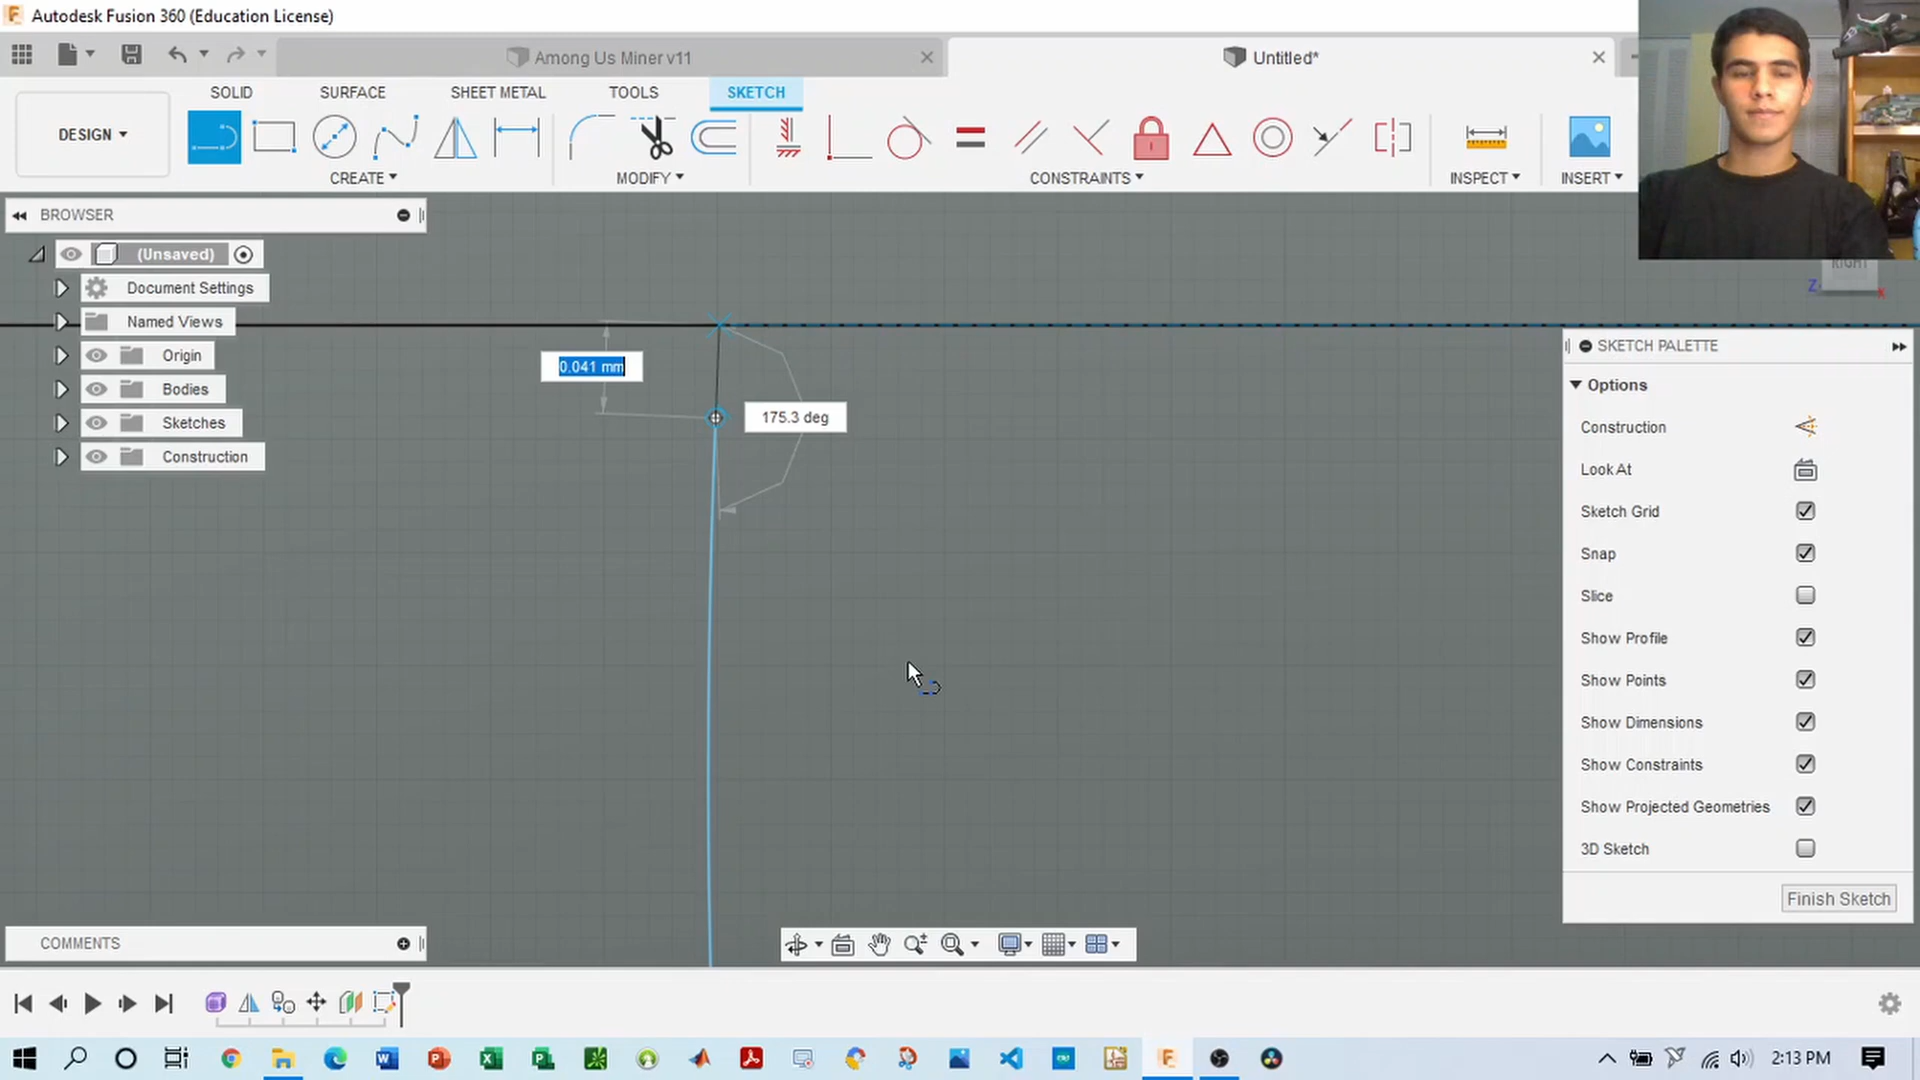 Autodesk Fusion 360 (Education License)
Among Us Miner v11
Untitled*
SOLID
SURFACE
SHEET METAL
TOOLS
SKETCH
DESIGN
CREATE
MODIFY
CONSTRAINTS
INSPECT
INSERT
BROWSER
(Unsaved)
Document Settings
Named Views
Origin
Bodies
Sketches
Construction
0.041 mm
175.3 deg
RIGHT
Z
X
SKETCH PALETTE
Options
Construction
Look At
Sketch Grid
Snap
Slice
Show Profile
Show Points
Show Dimensions
Show Constraints
Show Projected Geometries
3D Sketch
Finish Sketch
COMMENTS
2:13 PM